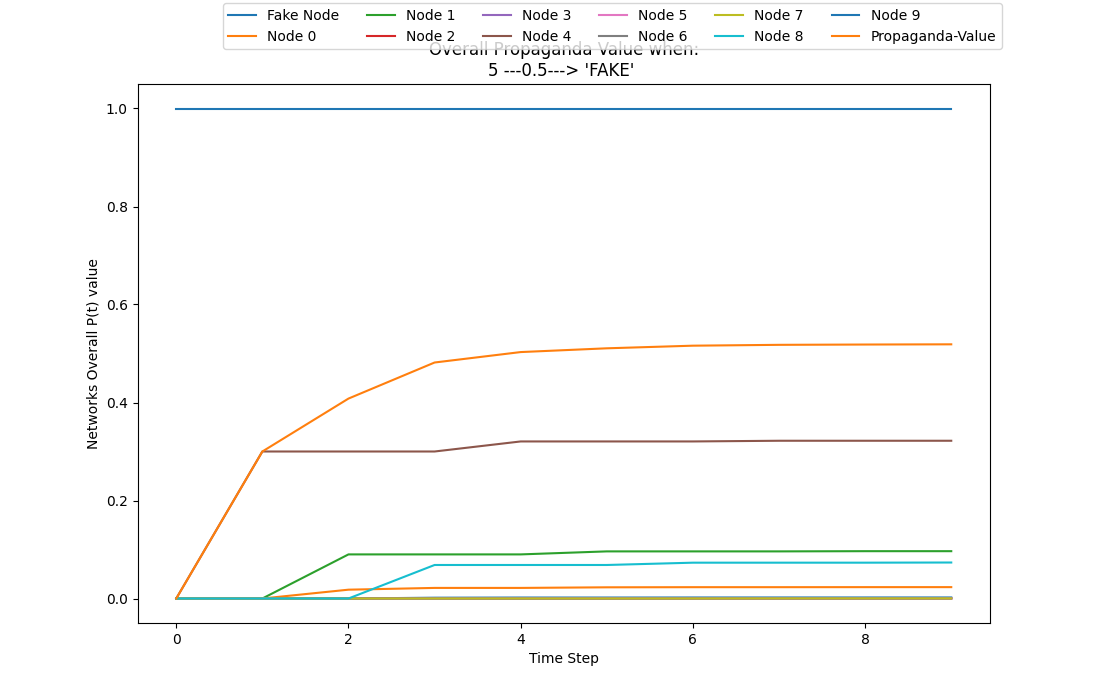 Fake Node Node 1 Node 3 Node 5 Node 7 Node 9
Node 0 Node 2 Node 4 Node 6 Node 8 Propaganda-Value
Overall Propaganda Value when:
5 ---0.5---> 'FAKE'
1.0
0.8
0.6
0.4
0.2
0.0
Networks Overall P(t) value
0 2 4 6 8
Time Step